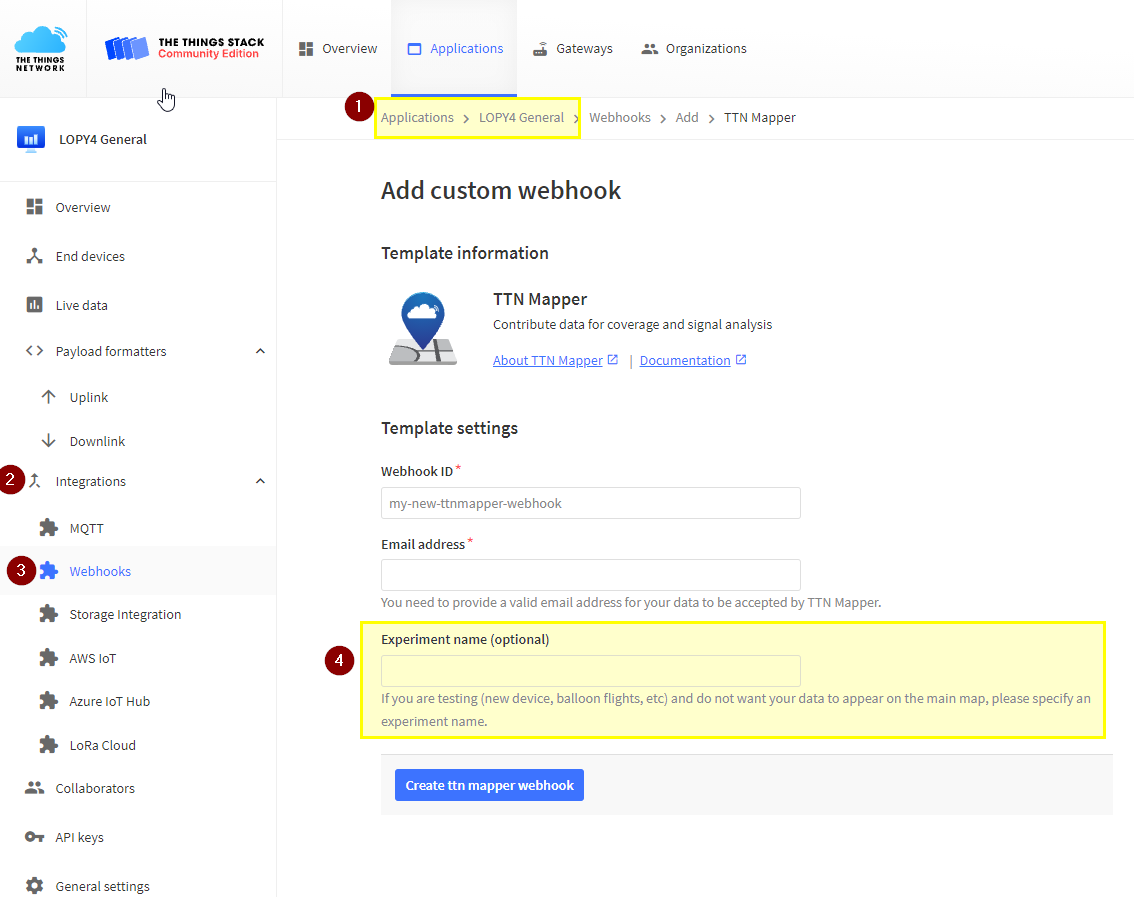 THE THINGS
NETWORK
THE THINGS STACK
Community Edition
Overview
Applications
Gateways
Organizations
1
Applications > LOPY4 General > Webhooks > Add > TTN Mapper
LOPY4 General
Overview
End devices
Live data
Payload formatters
Uplink
Downlink
2
Integrations
MQTT
3
Webhooks
Storage Integration
AWS IoT
Azure IoT Hub
LoRa Cloud
Collaborators
API keys
General settings
Add custom webhook
Template information
TTN Mapper
Contribute data for coverage and signal analysis
About TTN Mapper | Documentation
Template settings
Webhook ID*
my-new-ttnmapper-webhook
Email address*
You need to provide a valid email address for your data to be accepted by TTN Mapper.
4
Experiment name (optional)
If you are testing (new device, balloon flights, etc) and do not want your data to appear on the main map, please specify an
experiment name.
Create ttn mapper webhook